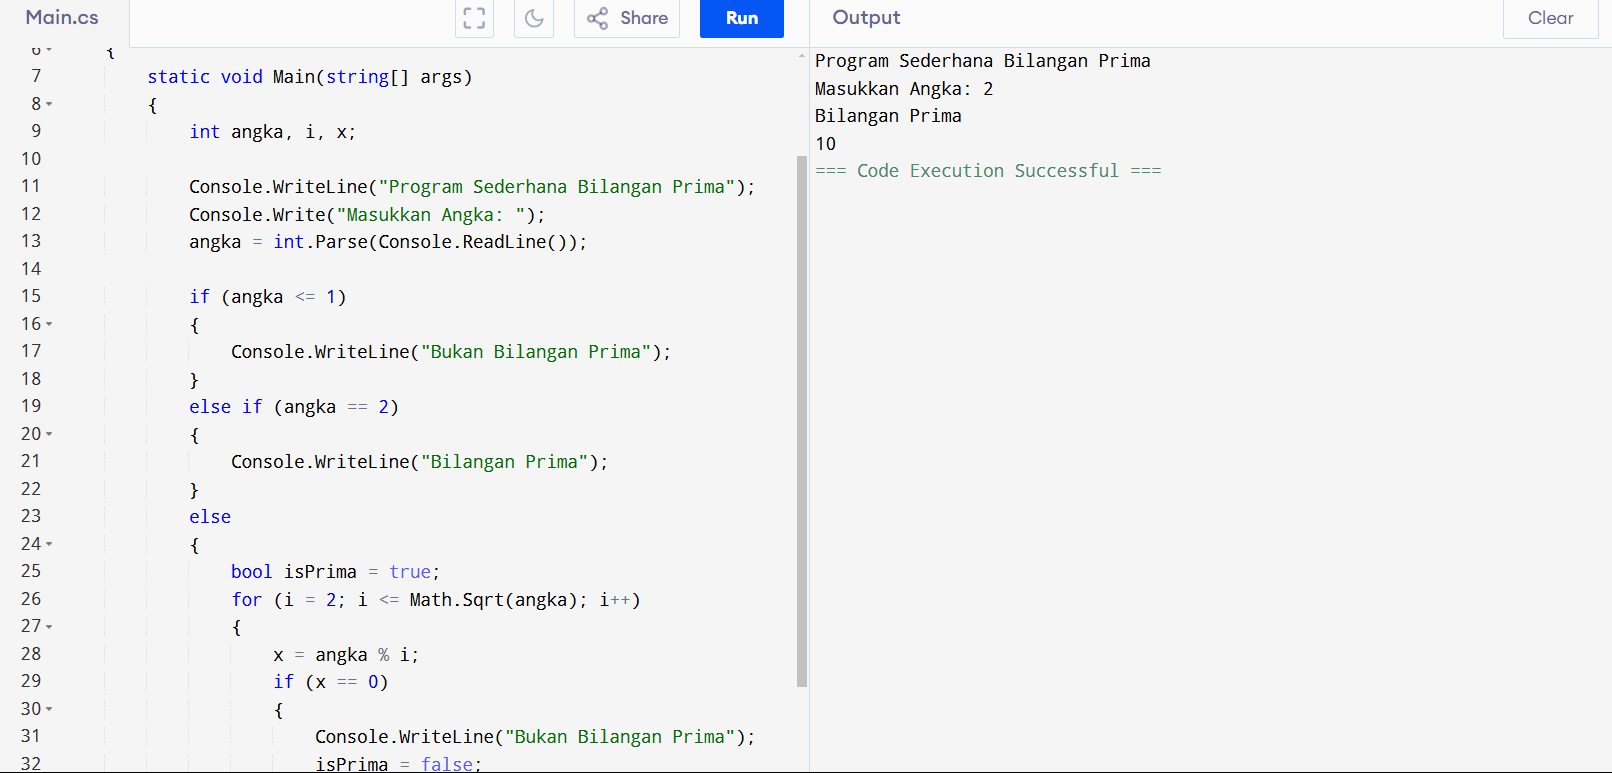 Main.cs
Share
Run
Output
Clear
6 {
7 static void Main(string[] args)
8 {
9 int angka, i, x;
10
11 Console.WriteLine("Program Sederhana Bilangan Prima");
12 Console.Write("Masukkan Angka: ");
13 angka = int.Parse(Console.ReadLine());
14
15 if (angka <= 1)
16 {
17 Console.WriteLine("Bukan Bilangan Prima");
18 }
19 else if (angka == 2)
20 {
21 Console.WriteLine("Bilangan Prima");
22 }
23 else
24 {
25 bool isPrima = true;
26 for (i = 2; i <= Math.Sqrt(angka); i++)
27 {
28 x = angka % i;
29 if (x == 0)
30 {
31 Console.WriteLine("Bukan Bilangan Prima");
32 isPrima = false;
Program Sederhana Bilangan Prima
Masukkan Angka: 2
Bilangan Prima
10
=== Code Execution Successful ===